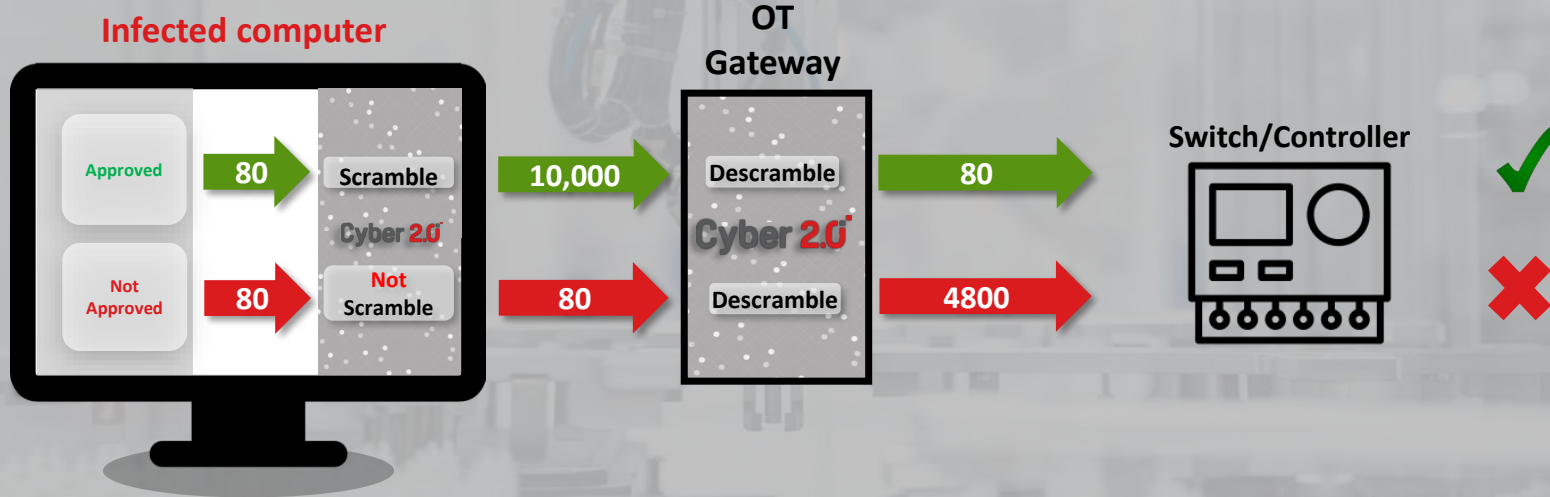 Infected computer
OT
Gateway
Switch/Controller
Approved
80
Scramble
10,000
Descramble
80
Cyber 2.0
Cyber 2.0
Not
Approved
80
Not
Scramble
80
Descramble
4800